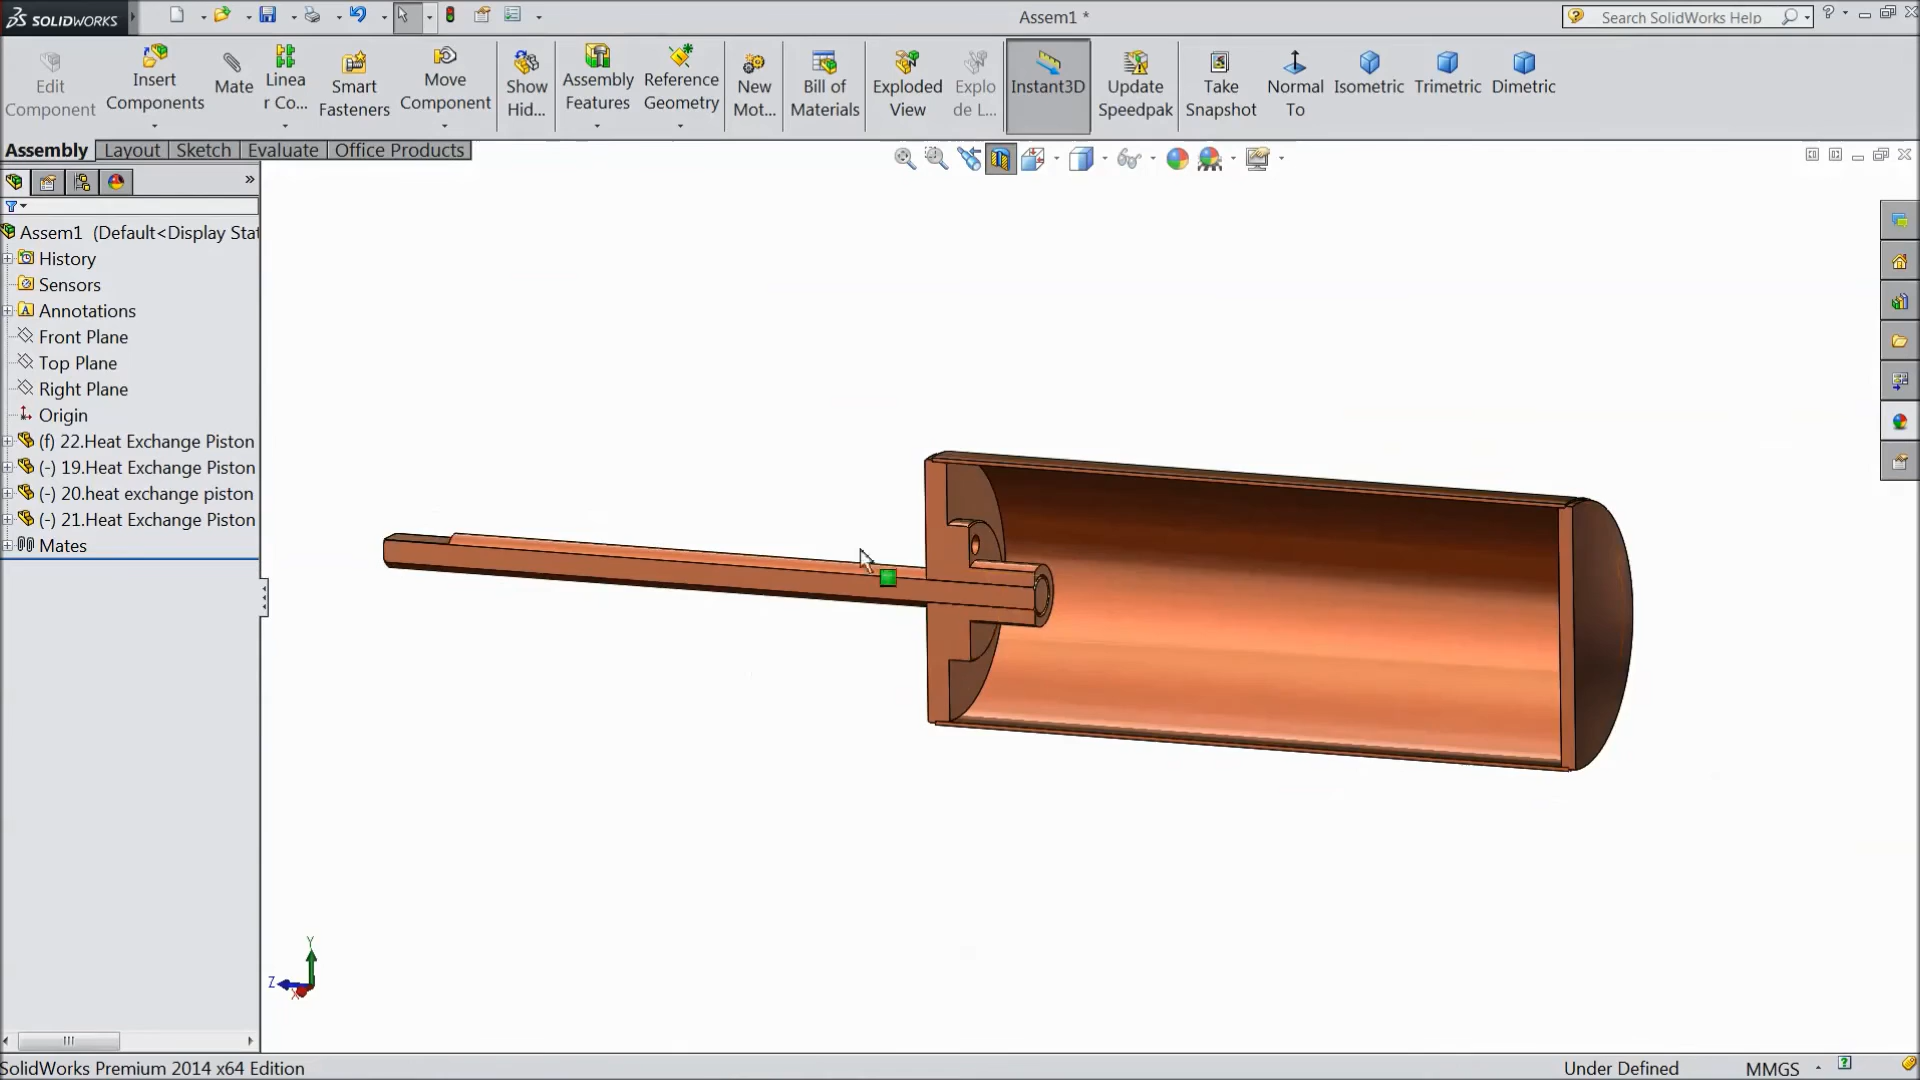 SOLIDWORKS
Assem1 *
Search SolidWorks Help
Edit Component
Insert Components
Mate
Linea r Co...
Smart Fasteners
Move Component
Show Hid...
Assembly Features
Reference Geometry
New Mot...
Bill of Materials
Exploded View
Explo de L...
Instant3D
Update Speedpak
Take Snapshot
Normal To
Isometric
Trimetric
Dimetric
Assembly
Layout
Sketch
Evaluate
Office Products
Assem1 (Default<Display Stat
History
Sensors
Annotations
Front Plane
Top Plane
Right Plane
Origin
(f) 22.Heat Exchange Piston
(-) 19.Heat Exchange Piston
(-) 20.heat exchange piston
(-) 21.Heat Exchange Piston
Mates
Y
Z
X
SolidWorks Premium 2014 x64 Edition
Under Defined
MMGS